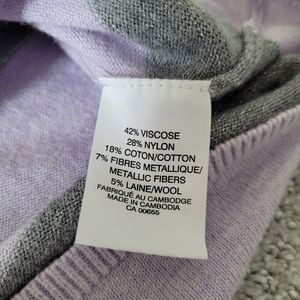 42% VISCOSE
28% NYLON
18% COTON/COTTON
7% FIBRES METALLIQUE/
METALLIC FIBERS
5% LAINE/WOOL
FABRIQUÉ AU CAMBODGE
MADE IN CAMBODIA
CA 00655